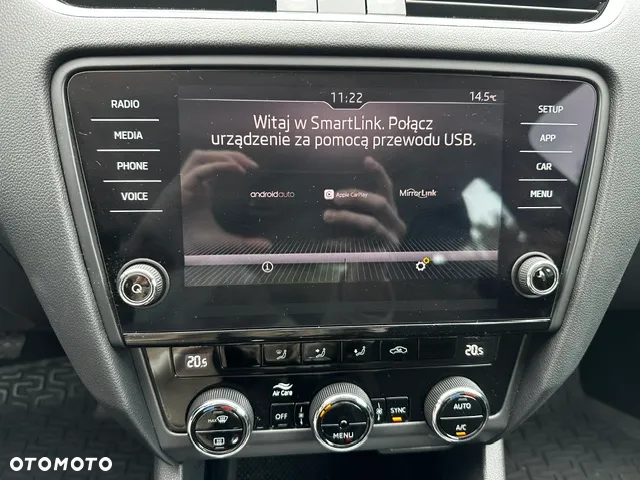 11:22
14.5°C
Witaj w SmartLink. Połącz
urządzenie za pomocą przewodu USB.
androidauto
Apple CarPlay
MirrorLink
RADIO
MEDIA
PHONE
VOICE
SETUP
APP
CAR
MENU
20.5
20.5
Air Care
OFF
SYNC
MAX
MENU
AUTO
A/C
OTOMOTO